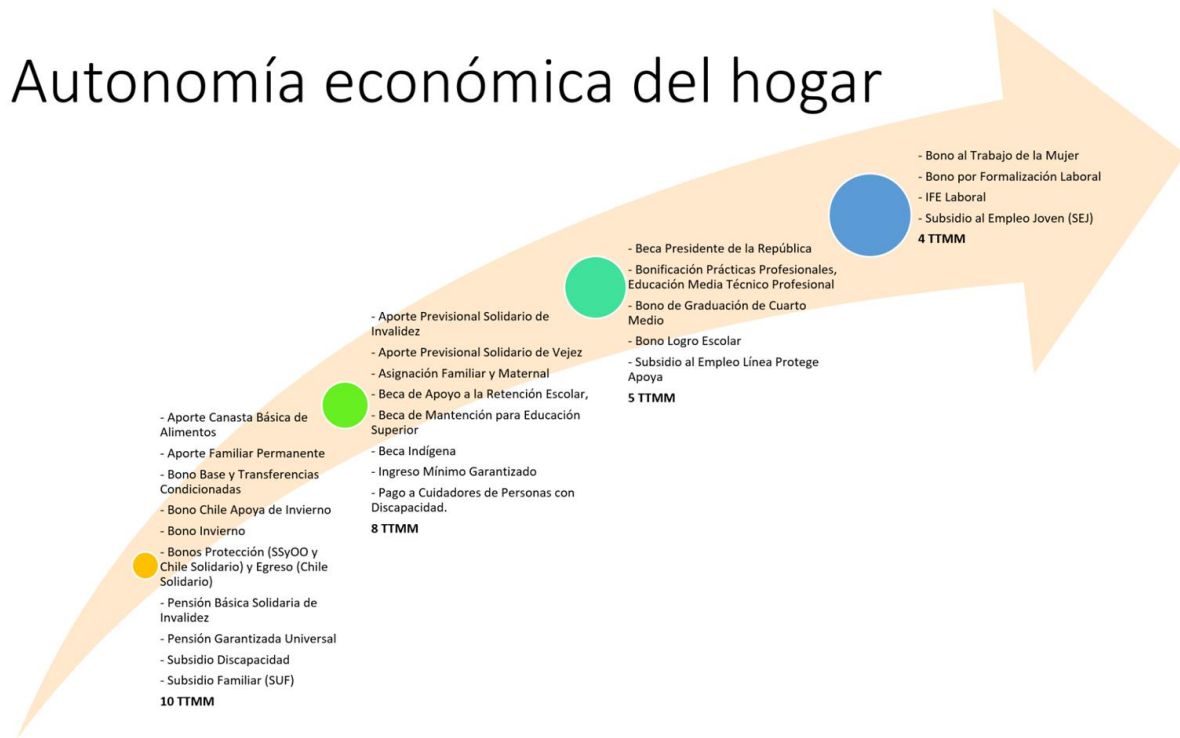 Autonomía económica del hogar
- Aporte Canasta Básica de
Alimentos
- Aporte Familiar Permanente
- Bono Base y Transferencias
Condicionadas
- Bono Chile Apoya de Invierno
- Bono Invierno
- Bonos Protección (SSyOO y
Chile Solidario) y Egreso (Chile
Solidario)
- Pensión Básica Solidaria de
Invalidez
- Pensión Garantizada Universal
- Subsidio Discapacidad
- Subsidio Familiar (SUF)
10 TTMM
- Aporte Previsional Solidario de
Invalidez
- Aporte Previsional Solidario de Vejez
- Asignación Familiar y Maternal
- Beca de Apoyo a la Retención Escolar,
- Beca de Mantención para Educación
Superior
- Beca Indígena
- Ingreso Mínimo Garantizado
- Pago a Cuidadores de Personas con
Discapacidad.
8 TTMM
- Beca Presidente de la República
- Bonificación Prácticas Profesionales,
Educación Media Técnico Profesional
- Bono de Graduación de Cuarto
Medio
- Bono Logro Escolar
- Subsidio al Empleo Línea Protege
Apoya
5 TTMM
- Bono al Trabajo de la Mujer
- Bono por Formalización Laboral
- IFE Laboral
- Subsidio al Empleo Joven (SEJ)
4 TTMM